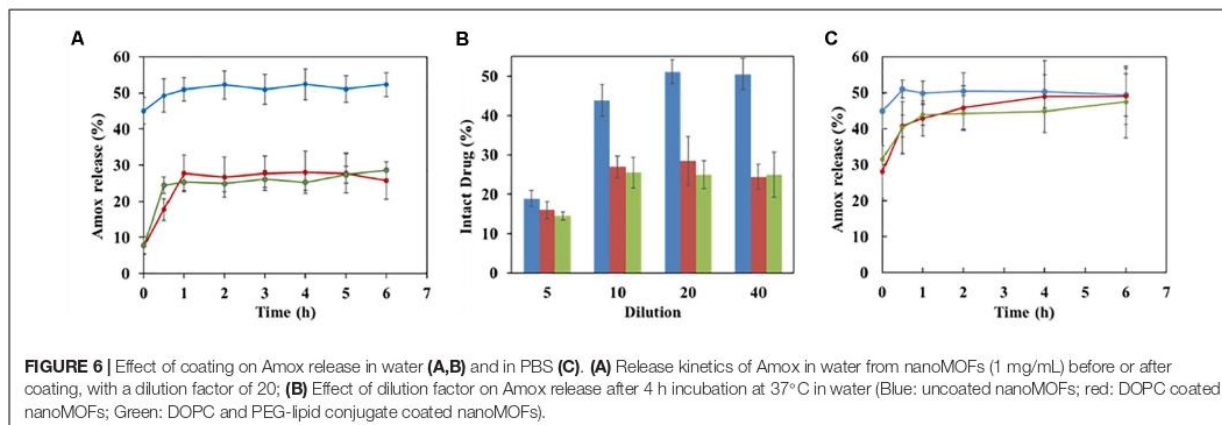 A
B
C
60
50
40
30
20
10
0
Amox release (%)
0 1 2 3 4 5 6 7
Time (h)
50
40
30
20
10
0
Intact Drug (%)
5 10 20 40
Dilution
60
50
40
30
20
10
0
Amox release (%)
0 1 2 3 4 5 6 7
Time (h)
FIGURE 6 | Effect of coating on Amox release in water (A,B) and in PBS (C). (A) Release kinetics of Amox in water from nanoMOFs (1 mg/mL) before or after
coating, with a dilution factor of 20; (B) Effect of dilution factor on Amox release after 4 h incubation at 37°C in water (Blue: uncoated nanoMOFs; red: DOPC coated
nanoMOFs; Green: DOPC and PEG-lipid conjugate coated nanoMOFs).